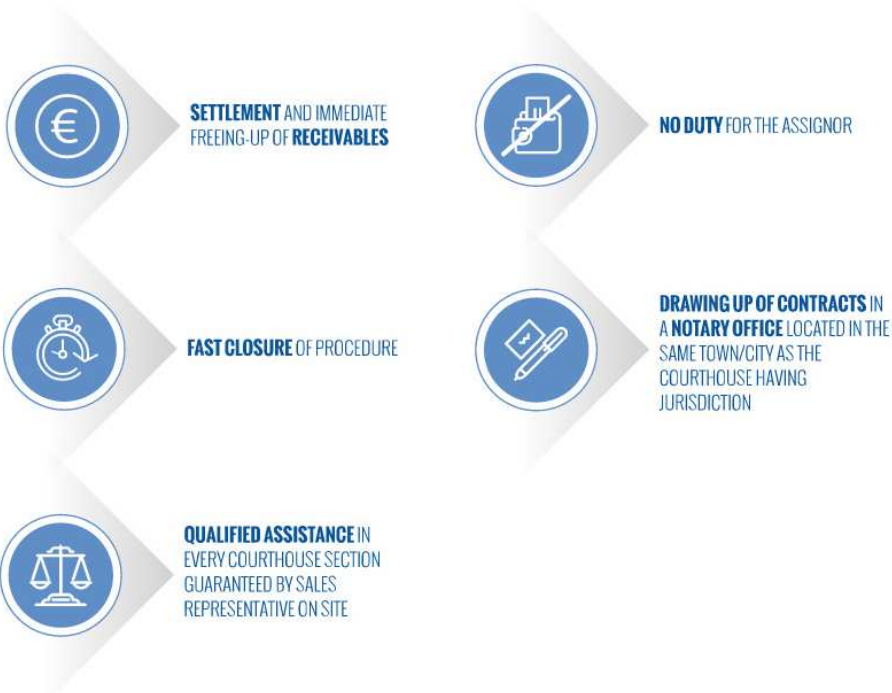 SETTLEMENT AND IMMEDIATE
FREEING-UP OF RECEIVABLES
NO DUTY FOR THE ASSIGNOR
FAST CLOSURE OF PROCEDURE
DRAWING UP OF CONTRACTS IN
A NOTARY OFFICE LOCATED IN THE
SAME TOWN/CITY AS THE
COURTHOUSE HAVING
JURISDICTION
QUALIFIED ASSISTANCE IN
EVERY COURTHOUSE SECTION
GUARANTEED BY SALES
REPRESENTATIVE ON SITE